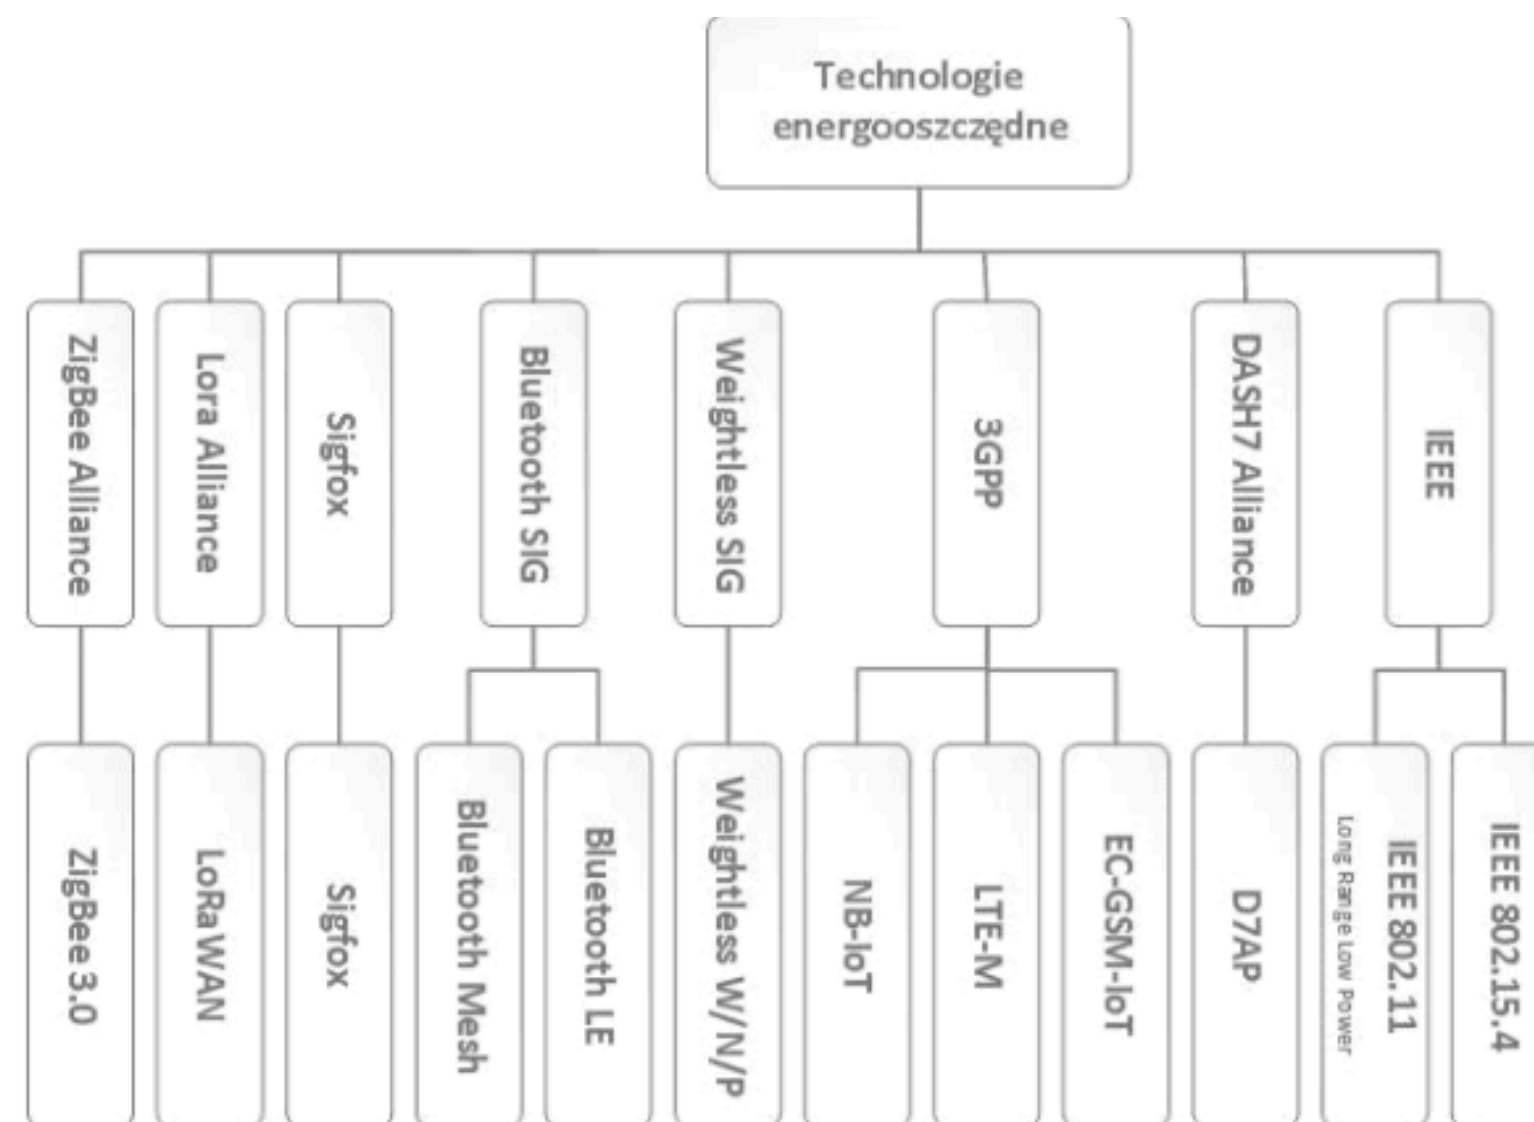 Technologie
energooszczędne
ZigBee Alliance
Lora Alliance
Sigfox
Bluetooth SIG
Weightless SIG
3GPP
DASH7 Alliance
IEEE
ZigBee 3.0
LoRaWAN
Sigfox
Bluetooth Mesh
Bluetooth LE
Weightless W/N/P
NB-IoT
LTE-M
EC-GSM-IoT
D7AP
IEEE 802.11
Long Range Low Power
IEEE 802.15.4